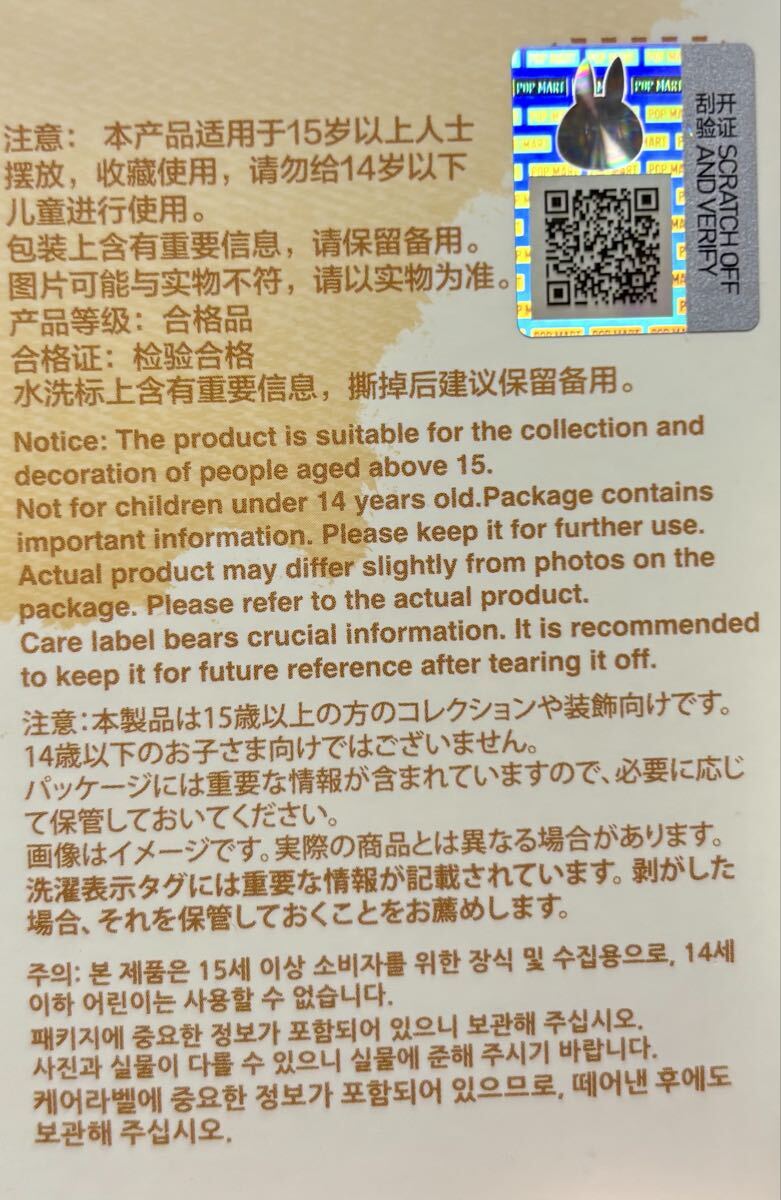 注意：本产品适用于15岁以上人士
摆放，收藏使用，请勿给14岁以下
儿童进行使用。
包装上含有重要信息，请保留备用。
图片可能与实物不符，请以实物为准。
产品等级：合格品
合格证：检验合格
水洗标上含有重要信息，撕掉后建议保留备用。
POP MART
刮开
验证 SCRATCH OFF
AND VERIFY
Notice: The product is suitable for the collection and
decoration of people aged above 15.
Not for children under 14 years old.Package contains
important information. Please keep it for further use.
Actual product may differ slightly from photos on the
package. Please refer to the actual product.
Care label bears crucial information. It is recommended
to keep it for future reference after tearing it off.
注意：本製品は15歳以上の方のコレクションや装飾向けです。
14歳以下のお子さま向けではございません。
パッケージには重要な情報が含まれていますので、必要に応じ
て保管しておいてください。
画像はイメージです。実際の商品とは異なる場合があります。
洗濯表示タグには重要な情報が記載されています。剥がした
場合、それを保管しておくことをお薦めします。
주의: 본 제품은 15세 이상 소비자를 위한 장식 및 수집용으로, 14세
이하 어린이는 사용할 수 없습니다.
패키지에 중요한 정보가 포함되어 있으니 보관해 주십시오.
사진과 실물이 다를 수 있으니 실물에 준해 주시기 바랍니다.
케어라벨에 중요한 정보가 포함되어 있으므로, 떼어낸 후에도
보관해 주십시오.